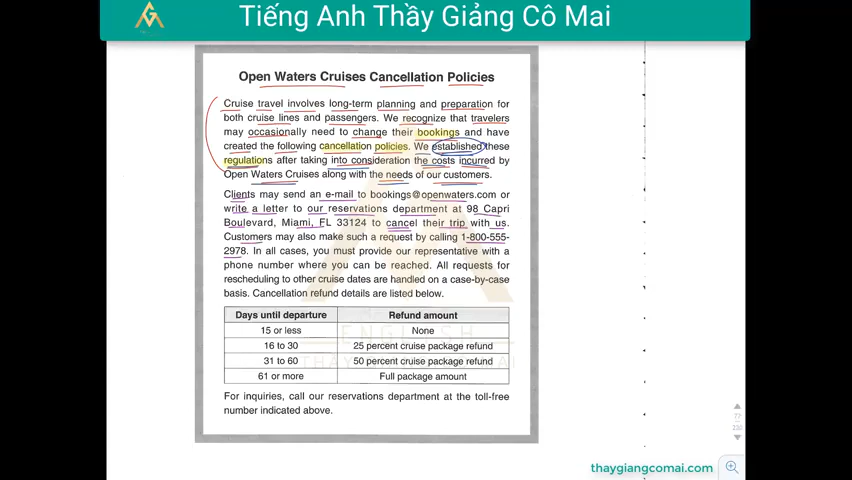 Tiếng Anh Thầy Giảng Cô Mai
Open Waters Cruises Cancellation Policies
Cruise travel involves long-term planning and preparation for
both cruise lines and passengers. We recognize that travelers
may occasionally need to change their bookings and have
created the following cancellation policies. We established these
regulations after taking into consideration the costs incurred by
Open Waters Cruises along with the needs of our customers.
Clients may send an e-mail to bookings@openwaters.com or
write a letter to our reservations department at 98 Capri
Boulevard, Miami, FL 33124 to cancel their trip with us.
Customers may also make such a request by calling 1-800-555-
2978. In all cases, you must provide our representative with a
phone number where you can be reached. All requests for
rescheduling to other cruise dates are handled on a case-by-case
basis. Cancellation refund details are listed below.
Days until departure Refund amount
15 or less None
16 to 30 25 percent cruise package refund
31 to 60 50 percent cruise package refund
61 or more Full package amount
For inquiries, call our reservations department at the toll-free
number indicated above.
ENGLISH
thaygiangcomai.com